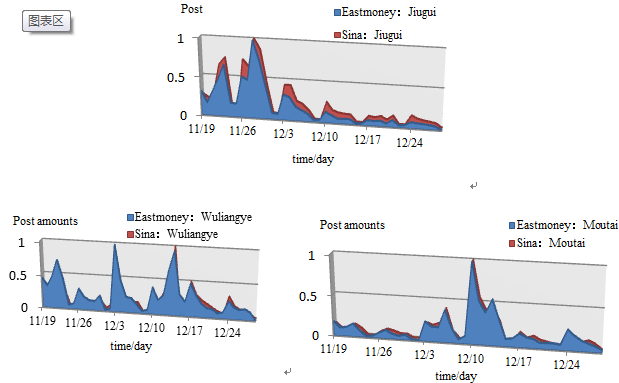 图表区
Post
Eastmoney：Jiugui
Sina：Jiugui
1
0.5
0
11/19 11/26 12/3 12/10 12/17 12/24
time/day
Post amounts
Eastmoney：Wuliangye
Sina：Wuliangye
1
0.5
0
11/19 11/26 12/3 12/10 12/17 12/24
time/day
Post amounts
Eastmoney：Moutai
Sina：Moutai
1
0.5
0
11/19 11/26 12/3 12/10 12/17 12/24
time/day